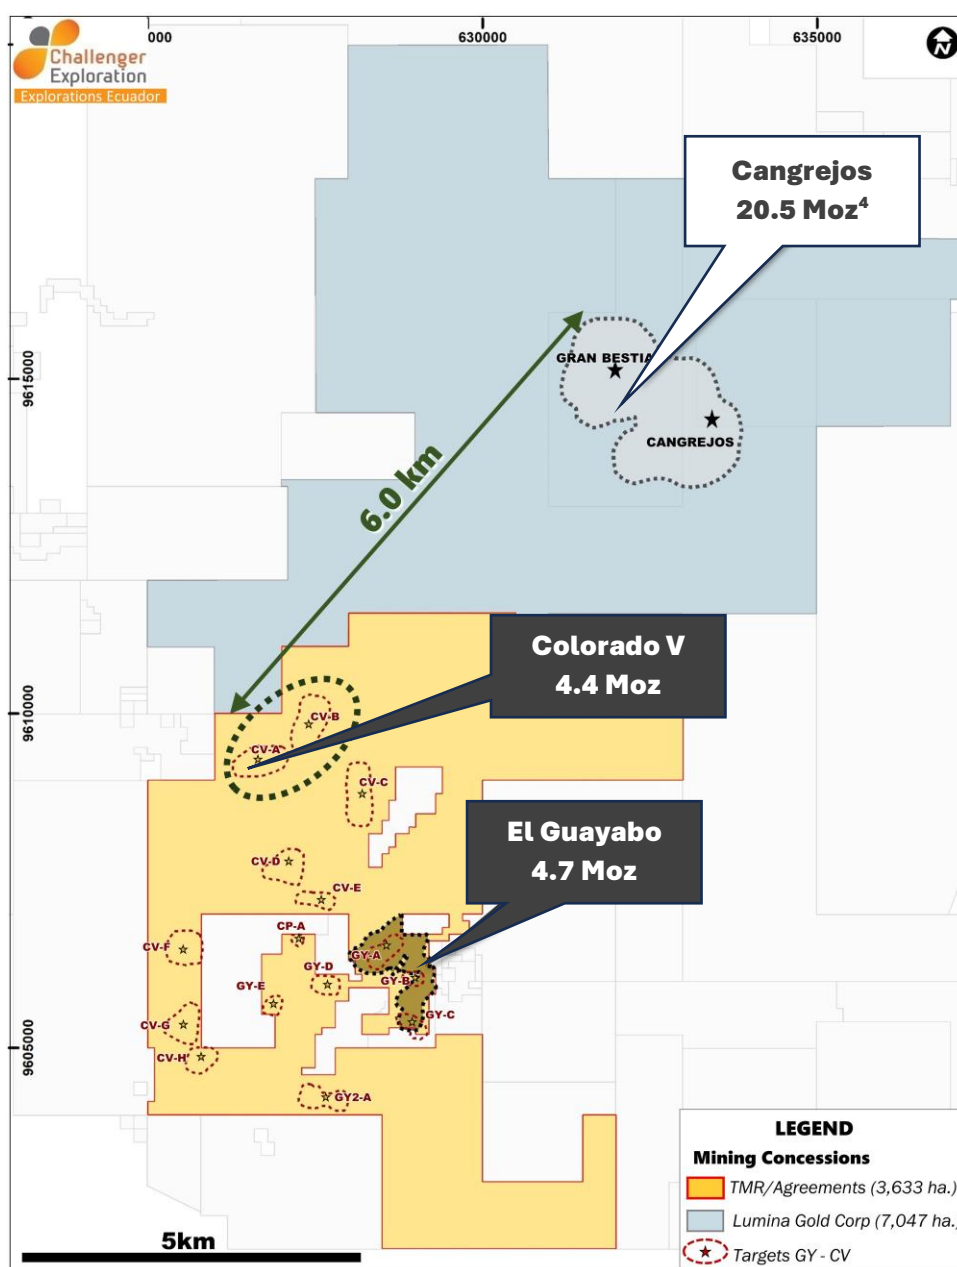 Challenger
Exploration
Explorations Ecuador
000
630000
635000
N
Cangrejos
20.5 Moz⁴
9615000
GRAN BESTIA
CANGREJOS
6.0 km
Colorado V
4.4 Moz
9610000
CV-B
CV-A
CV-C
El Guayabo
4.7 Moz
CV-D
CV-E
CP-A
CV-F
GY-A
GY-D
GY-B
GY-E
GY-C
CV-G
9605000
CV-H
GY2-A
LEGEND
Mining Concessions
TMR/Agreements (3,633 ha.)
Lumina Gold Corp (7,047 ha.)
Targets GY - CV
5km